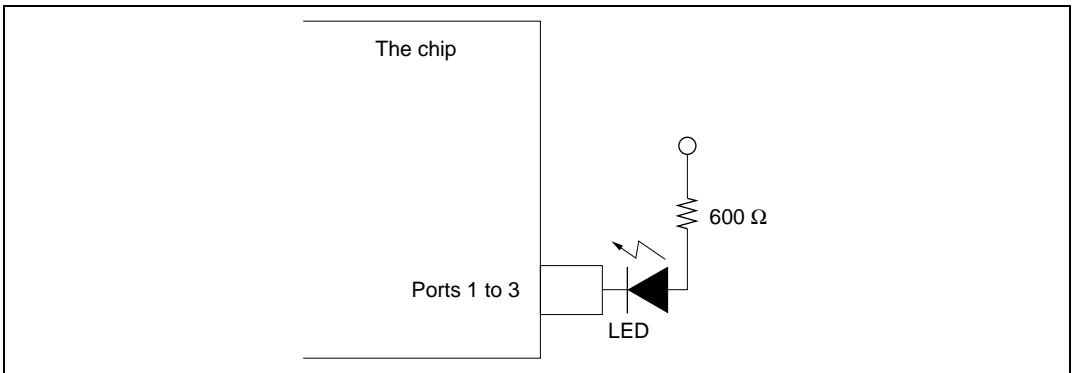 The chip
600 Ω
Ports 1 to 3
LED